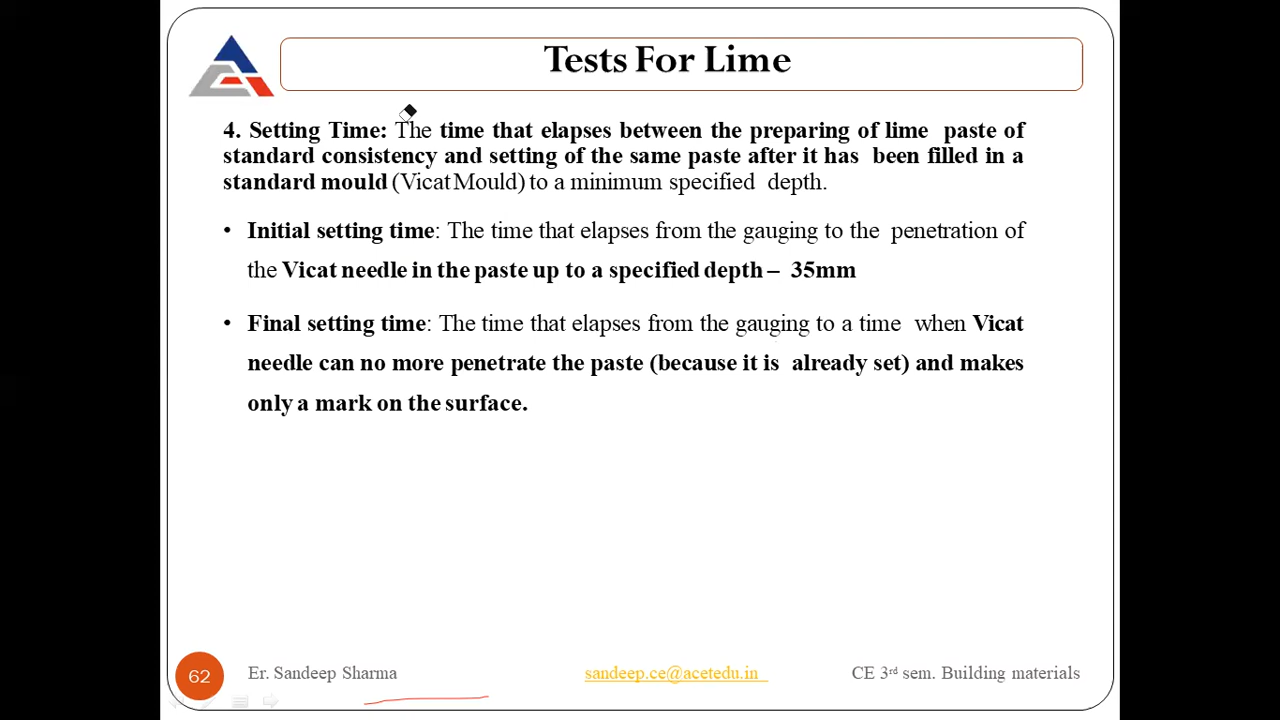 Tests For Lime
4. Setting Time: The time that elapses between the preparing of lime paste of
standard consistency and setting of the same paste after it has been filled in a
standard mould (Vicat Mould) to a minimum specified depth.
• Initial setting time: The time that elapses from the gauging to the penetration of
the Vicat needle in the paste up to a specified depth – 35mm
• Final setting time: The time that elapses from the gauging to a time when Vicat
needle can no more penetrate the paste (because it is already set) and makes
only a mark on the surface.
62 Er. Sandeep Sharma sandeep.ce@acetedu.in CE 3rd sem. Building materials